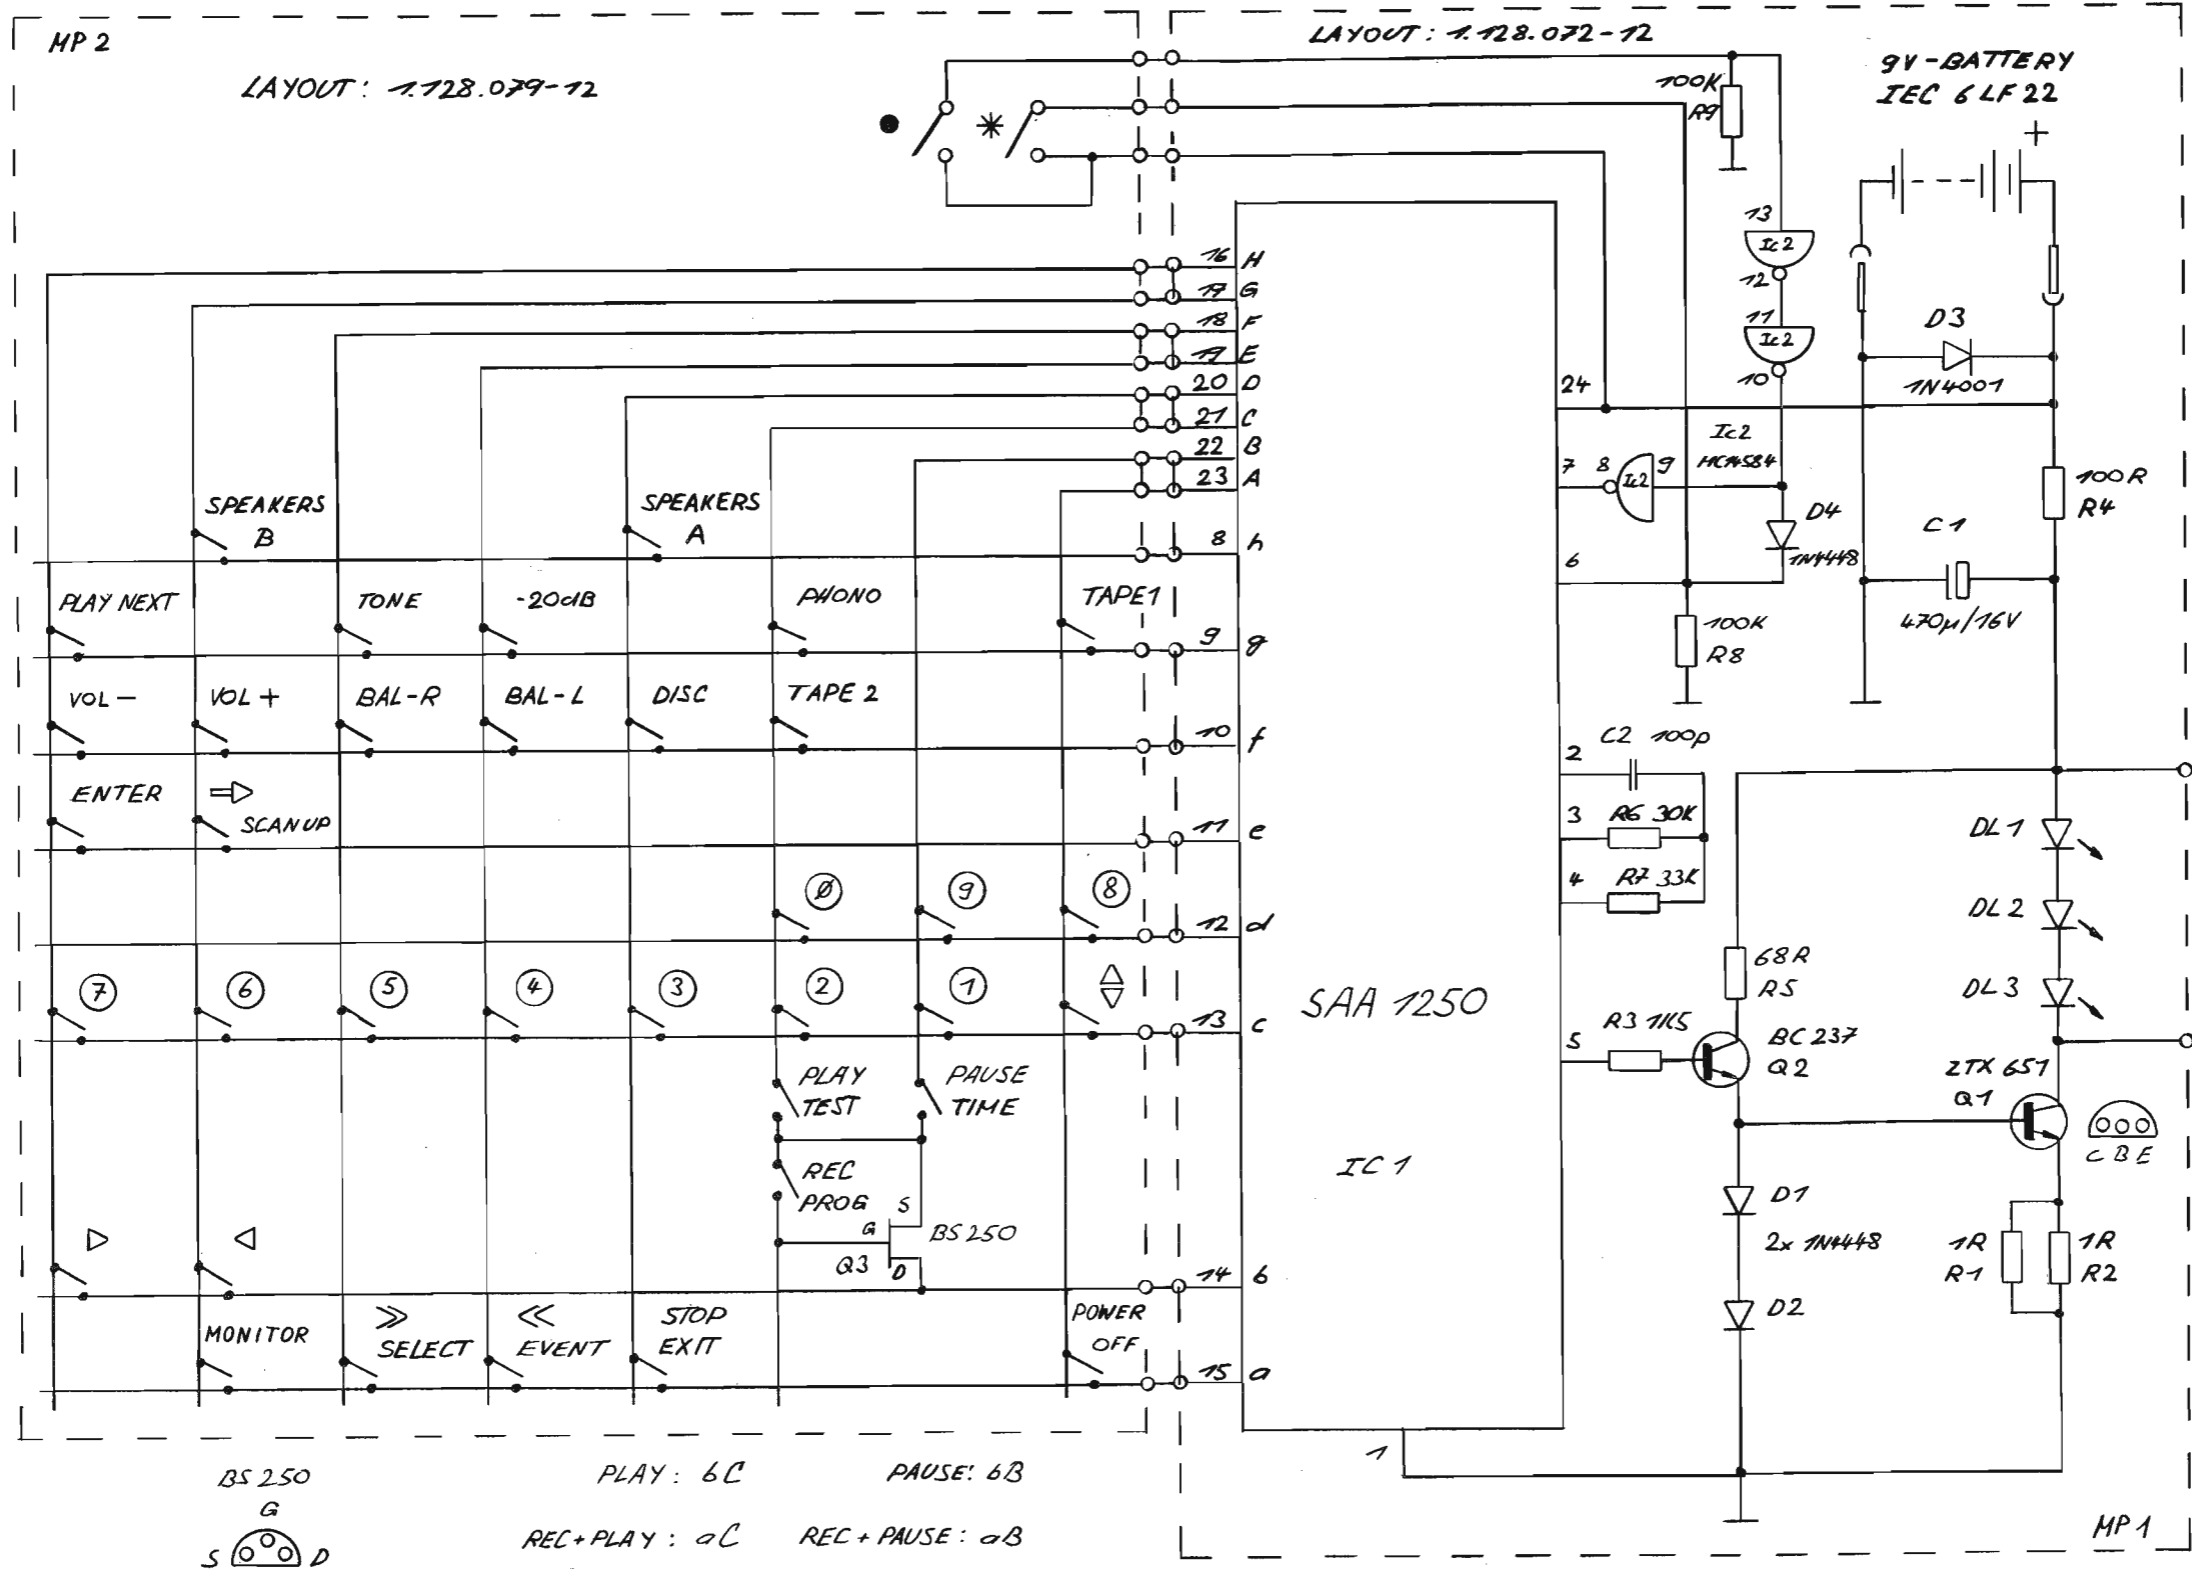 MP 2
LAYOUT: 1.128.079-12
LAYOUT: 1.128.072-12
9V-BATTERY
IEC 6LF22
+
100K
R9
13
Ic2
12
11
Ic2
10
D3
1N4001
16 H
17 G
18 F
19 E
20 D
21 C
22 B
23 A
24
Ic2
MC14584
7 8 Ic2 9
D4
1N4448
6
100K
R8
100R
R4
C1
470µ/16V
SPEAKERS
B
SPEAKERS
A
8 h
PLAY NEXT TONE -20dB PHONO TAPE1
9 g
VOL- VOL+ BAL-R BAL-L DISC TAPE 2
10 f
ENTER
SCAN UP
11 e
0 9 8
12 d
7 6 5 4 3 2 1
13 c
PLAY
TEST
PAUSE
TIME
REC
PROG
S
G
BS250
Q3 D
14 b
MONITOR
>>
SELECT
<<
EVENT
STOP
EXIT
POWER
OFF
15 a
SAA 1250
IC 1
1
2
C2 100p
3
R6 30K
4
R7 33K
5
R3 1K5
68R
R5
BC 237
Q2
DL 1
DL 2
DL 3
ZTX 651
Q1
C B E
D1
2x 1N4448
D2
1R
R1
1R
R2
BS 250
G
S D
PLAY: bC PAUSE: bB
REC+PLAY: aC REC+PAUSE: aB
MP 1